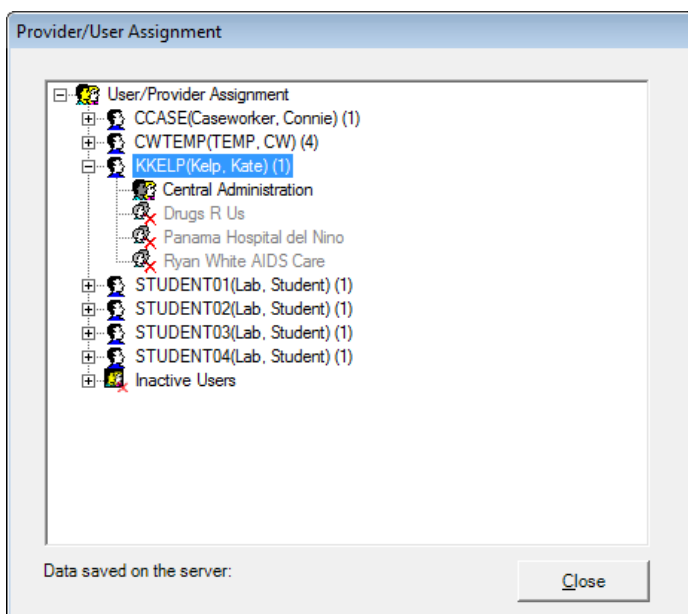 Provider/User Assignment
User/Provider Assignment
CCASE(Caseworker, Connie) (1)
CWTEMP(TEMP, CW) (4)
KKELP(Kelp, Kate) (1)
Central Administration
Drugs R Us
Panama Hospital del Nino
Ryan White AIDS Care
STUDENT01(Lab, Student) (1)
STUDENT02(Lab, Student) (1)
STUDENT03(Lab, Student) (1)
STUDENT04(Lab, Student) (1)
Inactive Users
Data saved on the server:
Close